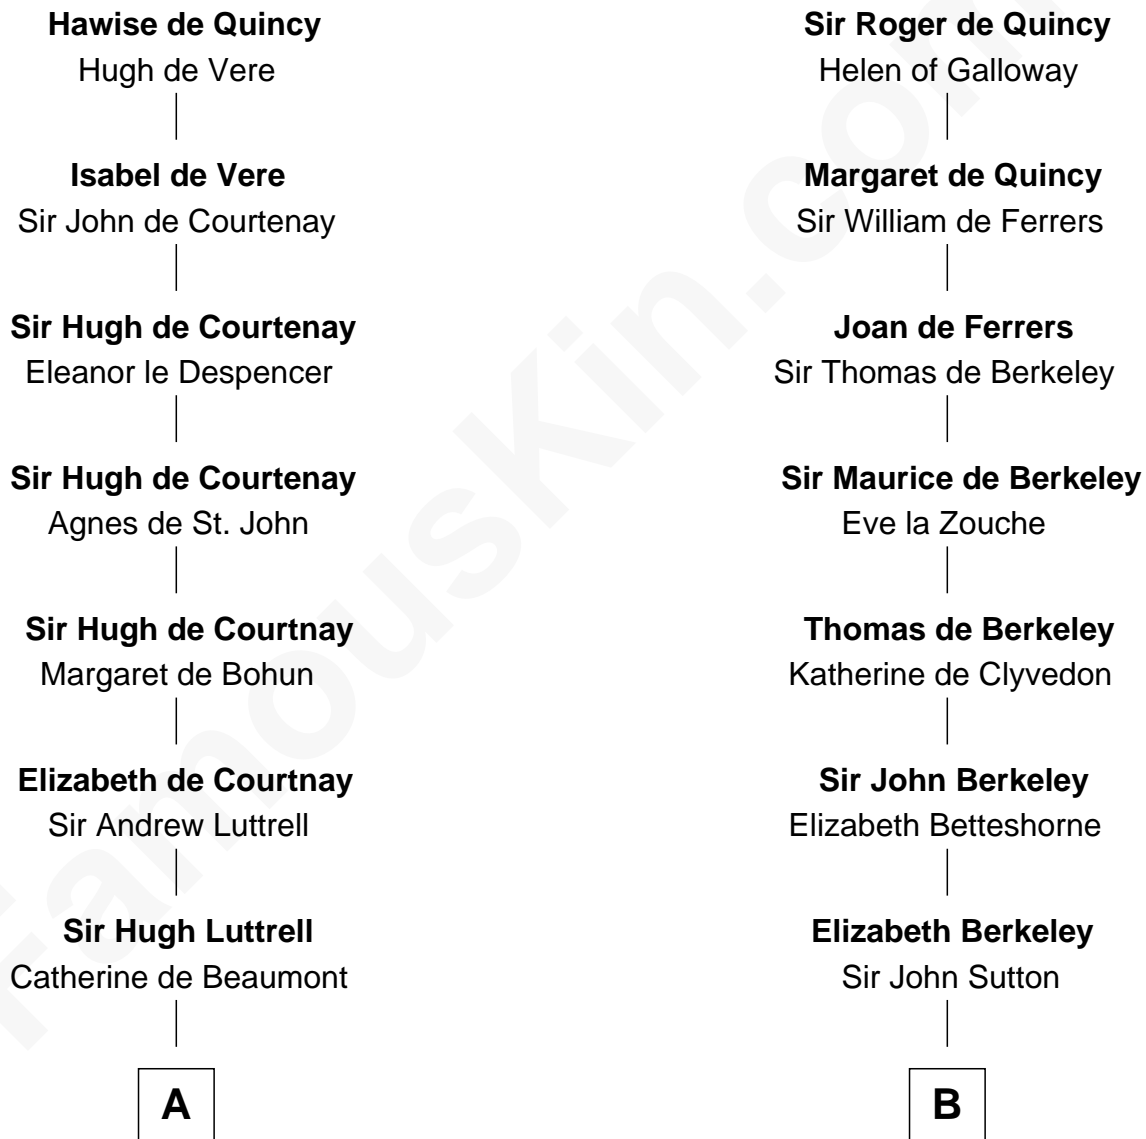 Hawise de Quincy
Hugh de Vere
Isabel de Vere
Sir John de Courtenay
Sir Hugh de Courtenay
Eleanor le Despencer
Sir Hugh de Courtenay
Agnes de St. John
Sir Hugh de Courtnay
Margaret de Bohun
Elizabeth de Courtnay
Sir Andrew Luttrell
Sir Hugh Luttrell
Catherine de Beaumont
A
Sir Roger de Quincy
Helen of Galloway
Margaret de Quincy
Sir William de Ferrers
Joan de Ferrers
Sir Thomas de Berkeley
Sir Maurice de Berkeley
Eve la Zouche
Thomas de Berkeley
Katherine de Clyvedon
Sir John Berkeley
Elizabeth Betteshorne
Elizabeth Berkeley
Sir John Sutton
B
FamousKin.com